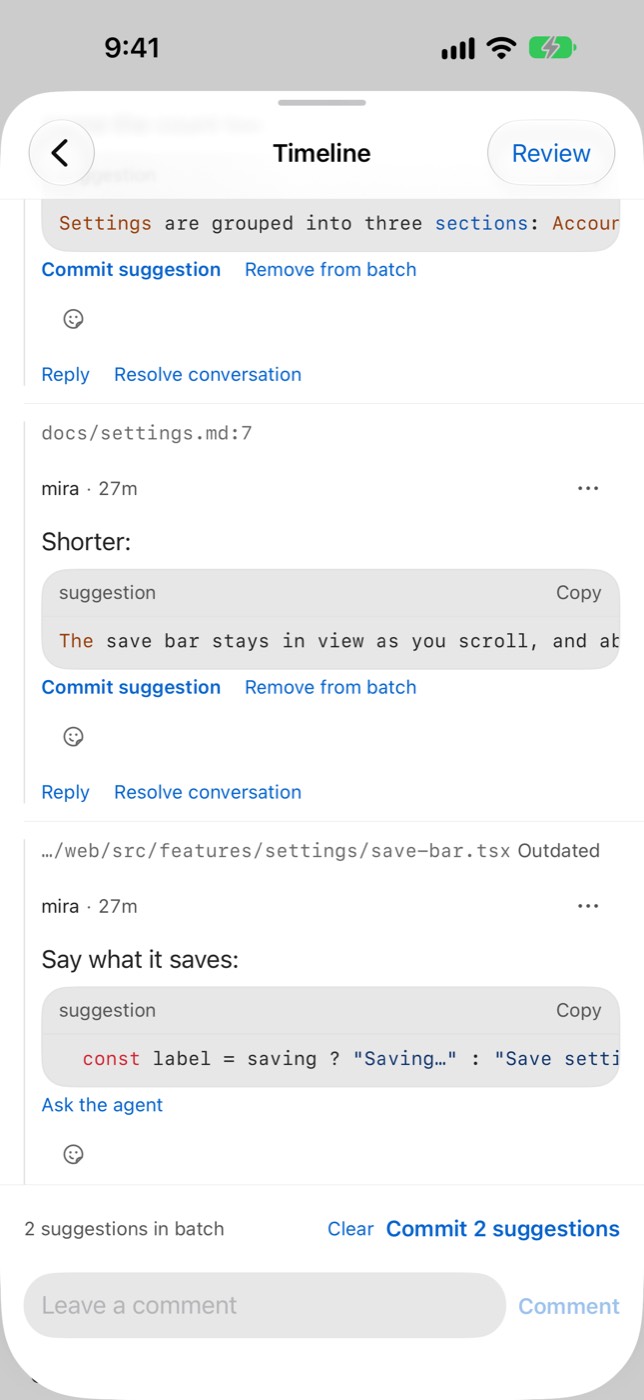 9:41
Timeline
Review
Settings are grouped into three sections: Accoun
Commit suggestion Remove from batch
Reply Resolve conversation
docs/settings.md:7
mira · 27m
Shorter:
suggestion Copy
The save bar stays in view as you scroll, and ab
Commit suggestion Remove from batch
Reply Resolve conversation
…/web/src/features/settings/save-bar.tsx Outdated
mira · 27m
Say what it saves:
suggestion Copy
const label = saving ? "Saving…" : "Save setti
Ask the agent
2 suggestions in batch Clear Commit 2 suggestions
Leave a comment Comment